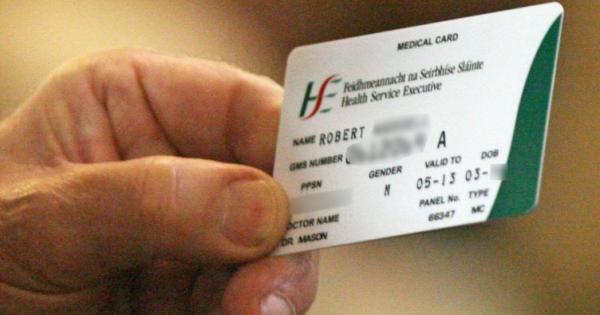 MEDICAL CARD
HSE
Feidhmeannacht na Seirbhíse Sláinte
Health Service Executive
NAME ROBERT
GMS NUMBER A
PPSN GENDER VALID TO DOB
M 05-13 03-
DOCTOR NAME PANEL No. TYPE
DR. MASON 66347 MC